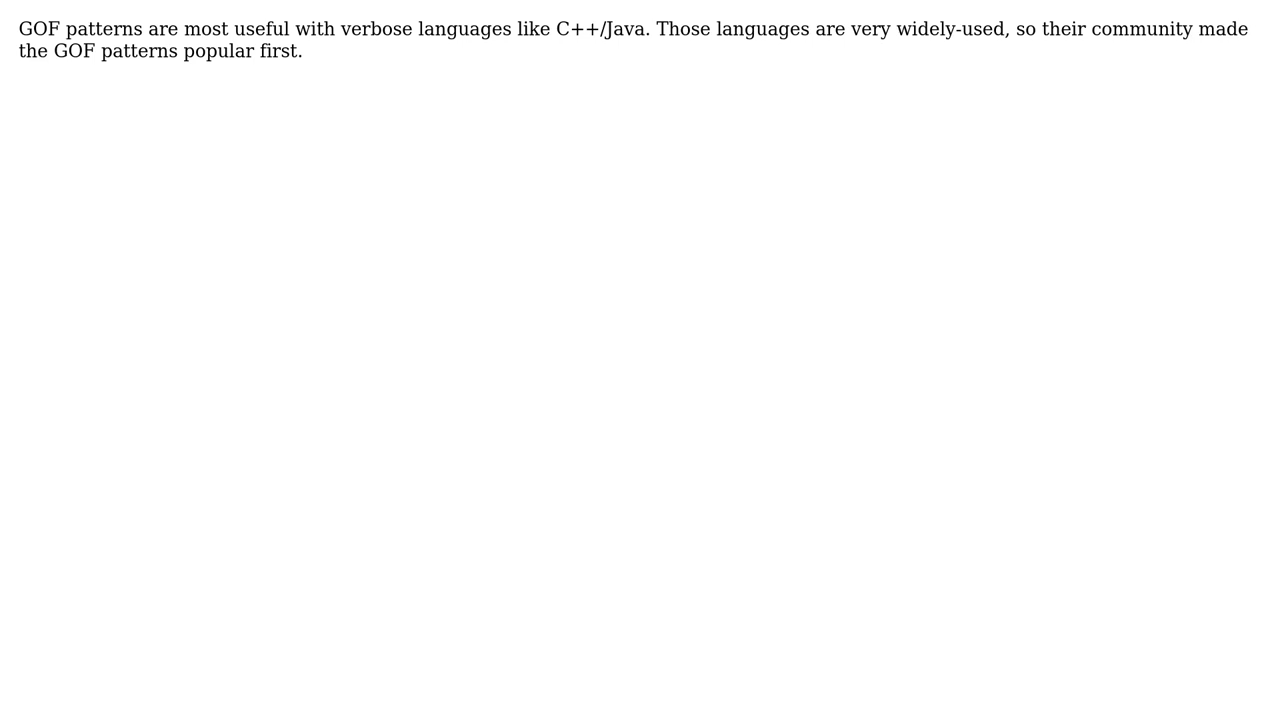 GOF patterns are most useful with verbose languages like C++/Java. Those languages are very widely-used, so their community made
the GOF patterns popular first.